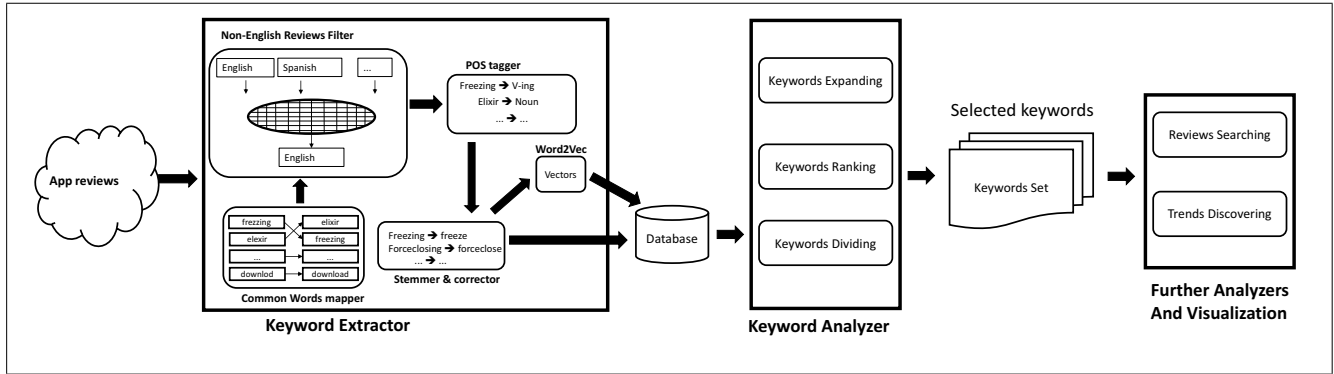 App reviews
Non-English Reviews Filter
English
Spanish
...
English
frezzing
elixir
elexir
freezing
...
...
downlod
download
Common Words mapper
POS tagger
Freezing ➔ V-ing
Elixir ➔ Noun
... ➔ ...
Word2Vec
Vectors
Freezing ➔ freeze
Forceclosing ➔ forceclose
... ➔ ...
Stemmer & corrector
Keyword Extractor
Database
Keywords Expanding
Keywords Ranking
Keywords Dividing
Keyword Analyzer
Selected keywords
Keywords Set
Reviews Searching
Trends Discovering
Further Analyzers
And Visualization